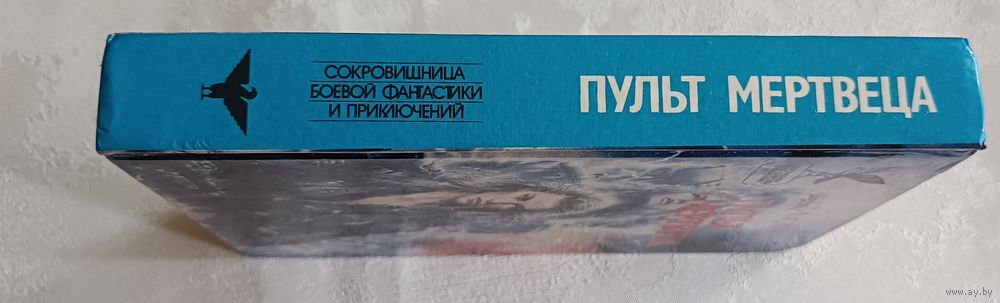 СОКРОВИЩНИЦА
БОЕВОЙ ФАНТАСТИКИ
И ПРИКЛЮЧЕНИЙ
ПУЛЬТ МЕРТВЕЦА
© www.ay.by